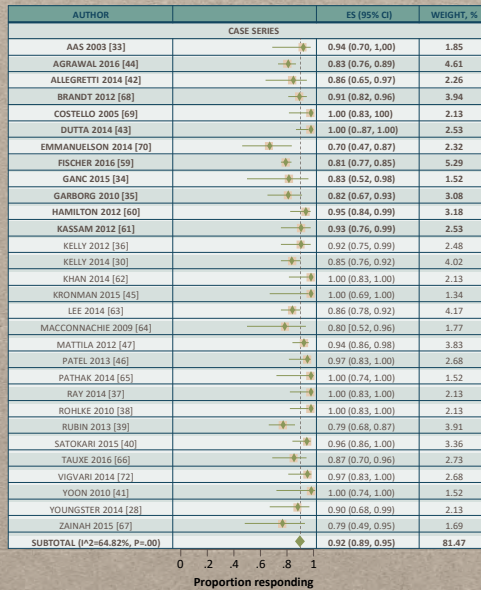 AUTHOR ES (95% CI) WEIGHT, %
CASE SERIES
AAS 2003 [33] 0.94 (0.70, 1,00) 1.85
AGRAWAL 2016 [44] 0.83 (0.76, 0.89) 4.61
ALLEGRETTI 2014 [42] 0.86 (0.65, 0.97) 2.26
BRANDT 2012 [68] 0.91 (0.82, 0.96) 3.94
COSTELLO 2005 [69] 1.00 (0.83, 100) 2.13
DUTTA 2014 [43] 1.00 (0..87, 1.00) 2.53
EMMANUELSON 2014 [70] 0.70 (0.47, 0.87) 2.32
FISCHER 2016 [59] 0.81 (0.77, 0.85) 5.29
GANC 2015 [34] 0.83 (0.52, 0.98) 1.52
GARBORG 2010 [35] 0.82 (0.67, 0.93) 3.08
HAMILTON 2012 [60] 0.95 (0.84, 0.99) 3.18
KASSAM 2012 [61] 0.93 (0.76, 0.99) 2.53
KELLY 2012 [36] 0.92 (0.75, 0.99) 2.48
KELLY 2014 [30] 0.85 (0.76, 0.92) 4.02
KHAN 2014 [62] 1.00 (0.83, 1.00) 2.13
KRONMAN 2015 [45] 1.00 (0.69, 1.00) 1.34
LEE 2014 [63] 0.86 (0.78, 0.92) 4.17
MACCONNACHIE 2009 [64] 0.80 (0.52, 0.96) 1.77
MATTILA 2012 [47] 0.94 (0.86, 0.98) 3.83
PATEL 2013 [46] 0.97 (0.83, 1.00) 2.68
PATHAK 2014 [65] 1.00 (0.74, 1.00) 1.52
RAY 2014 [37] 1.00 (0.83, 1.00) 2.13
ROHLKE 2010 [38] 1.00 (0.83, 1.00) 2.13
RUBIN 2013 [39] 0.79 (0.68, 0.87) 3.91
SATOKARI 2015 [40] 0.96 (0.86, 1.00) 3.36
TAUXE 2016 [66] 0.87 (0.70, 0.96) 2.73
VIGVARI 2014 [72] 0.97 (0.83, 1.00) 2.68
YOON 2010 [41] 1.00 (0.74, 1.00) 1.52
YOUNGSTER 2014 [28] 0.90 (0.68, 0.99) 2.13
ZAINAH 2015 [67] 0.79 (0.49, 0.95) 1.69
SUBTOTAL (I^2=64.82%, P=.00) 0.92 (0.89, 0.95) 81.47
0 .2 .4 .6 .8 1
Proportion responding